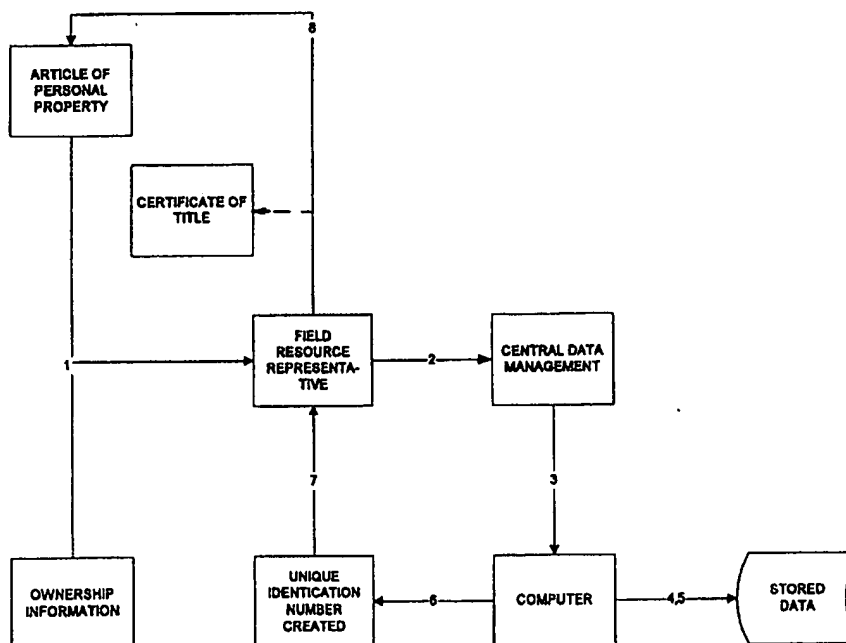 8
ARTICLE OF
PERSONAL
PROPERTY
CERTIFICATE OF
TITLE
1
FIELD
RESOURCE
REPRESENTA-
TIVE
2
CENTRAL DATA
MANAGEMENT
7
3
OWNERSHIP
INFORMATION
UNIQUE
IDENTICATION
NUMBER
CREATED
6
COMPUTER
4,5
STORED
DATA